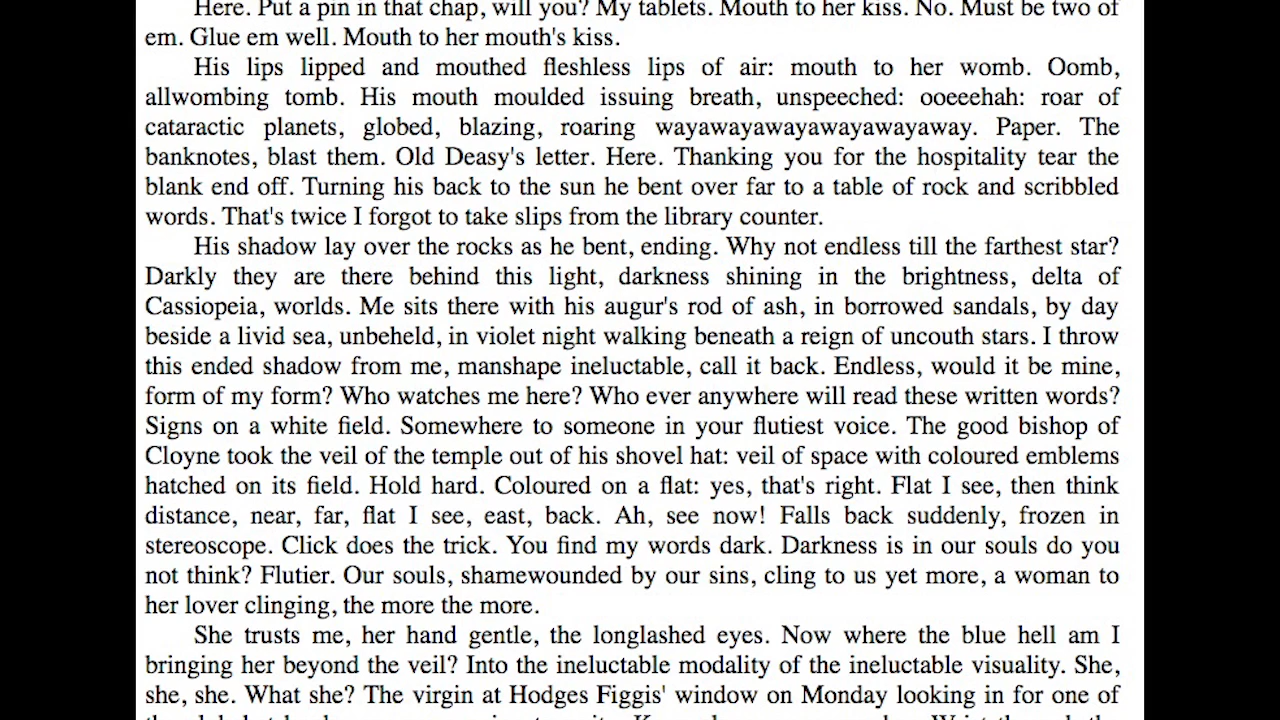 Here. Put a pin in that chap, will you? My tablets. Mouth to her kiss. No. Must be two of
em. Glue em well. Mouth to her mouth's kiss.
His lips lipped and mouthed fleshless lips of air: mouth to her womb. Oomb,
allwombing tomb. His mouth moulded issuing breath, unspeeched: ooeeehah: roar of
cataractic planets, globed, blazing, roaring wayawayawayawayawayaway. Paper. The
banknotes, blast them. Old Deasy's letter. Here. Thanking you for the hospitality tear the
blank end off. Turning his back to the sun he bent over far to a table of rock and scribbled
words. That's twice I forgot to take slips from the library counter.
His shadow lay over the rocks as he bent, ending. Why not endless till the farthest star?
Darkly they are there behind this light, darkness shining in the brightness, delta of
Cassiopeia, worlds. Me sits there with his augur's rod of ash, in borrowed sandals, by day
beside a livid sea, unbeheld, in violet night walking beneath a reign of uncouth stars. I throw
this ended shadow from me, manshape ineluctable, call it back. Endless, would it be mine,
form of my form? Who watches me here? Who ever anywhere will read these written words?
Signs on a white field. Somewhere to someone in your flutiest voice. The good bishop of
Cloyne took the veil of the temple out of his shovel hat: veil of space with coloured emblems
hatched on its field. Hold hard. Coloured on a flat: yes, that's right. Flat I see, then think
distance, near, far, flat I see, east, back. Ah, see now! Falls back suddenly, frozen in
stereoscope. Click does the trick. You find my words dark. Darkness is in our souls do you
not think? Flutier. Our souls, shamewounded by our sins, cling to us yet more, a woman to
her lover clinging, the more the more.
She trusts me, her hand gentle, the longlashed eyes. Now where the blue hell am I
bringing her beyond the veil? Into the ineluctable modality of the ineluctable visuality. She,
she, she. What she? The virgin at Hodges Figgis' window on Monday looking in for one of